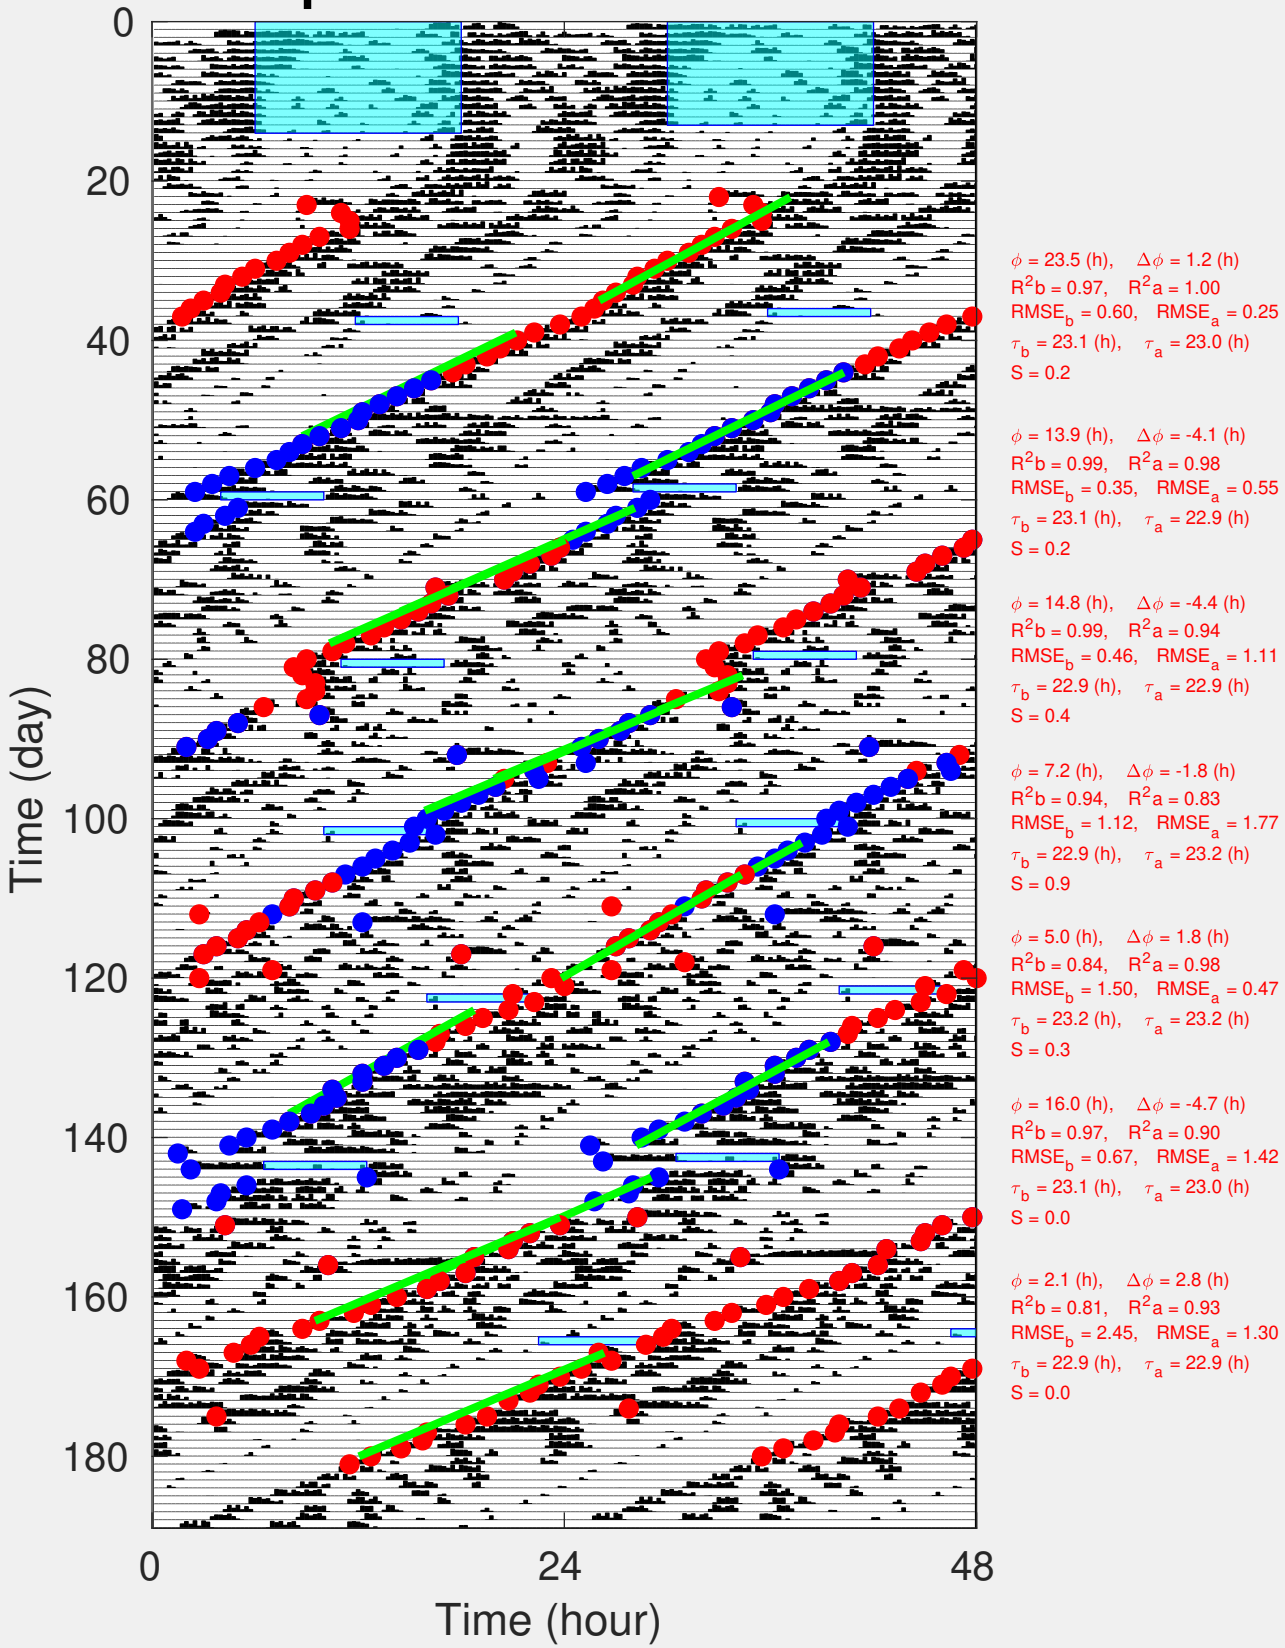 0
20
40
60
80
100
120
140
160
180
Time (day)
0 24 48
Time (hour)
ϕ = 23.5 (h), Δϕ = 1.2 (h)
R²b = 0.97, R²a = 1.00
RMSE_b = 0.60, RMSE_a = 0.25
τ_b = 23.1 (h), τ_a = 23.0 (h)
S = 0.2
ϕ = 13.9 (h), Δϕ = -4.1 (h)
R²b = 0.99, R²a = 0.98
RMSE_b = 0.35, RMSE_a = 0.55
τ_b = 23.1 (h), τ_a = 22.9 (h)
S = 0.2
ϕ = 14.8 (h), Δϕ = -4.4 (h)
R²b = 0.99, R²a = 0.94
RMSE_b = 0.46, RMSE_a = 1.11
τ_b = 22.9 (h), τ_a = 22.9 (h)
S = 0.4
ϕ = 7.2 (h), Δϕ = -1.8 (h)
R²b = 0.94, R²a = 0.83
RMSE_b = 1.12, RMSE_a = 1.77
τ_b = 22.9 (h), τ_a = 23.2 (h)
S = 0.9
ϕ = 5.0 (h), Δϕ = 1.8 (h)
R²b = 0.84, R²a = 0.98
RMSE_b = 1.50, RMSE_a = 0.47
τ_b = 23.2 (h), τ_a = 23.2 (h)
S = 0.3
ϕ = 16.0 (h), Δϕ = -4.7 (h)
R²b = 0.97, R²a = 0.90
RMSE_b = 0.67, RMSE_a = 1.42
τ_b = 23.1 (h), τ_a = 23.0 (h)
S = 0.0
ϕ = 2.1 (h), Δϕ = 2.8 (h)
R²b = 0.81, R²a = 0.93
RMSE_b = 2.45, RMSE_a = 1.30
τ_b = 22.9 (h), τ_a = 22.9 (h)
S = 0.0